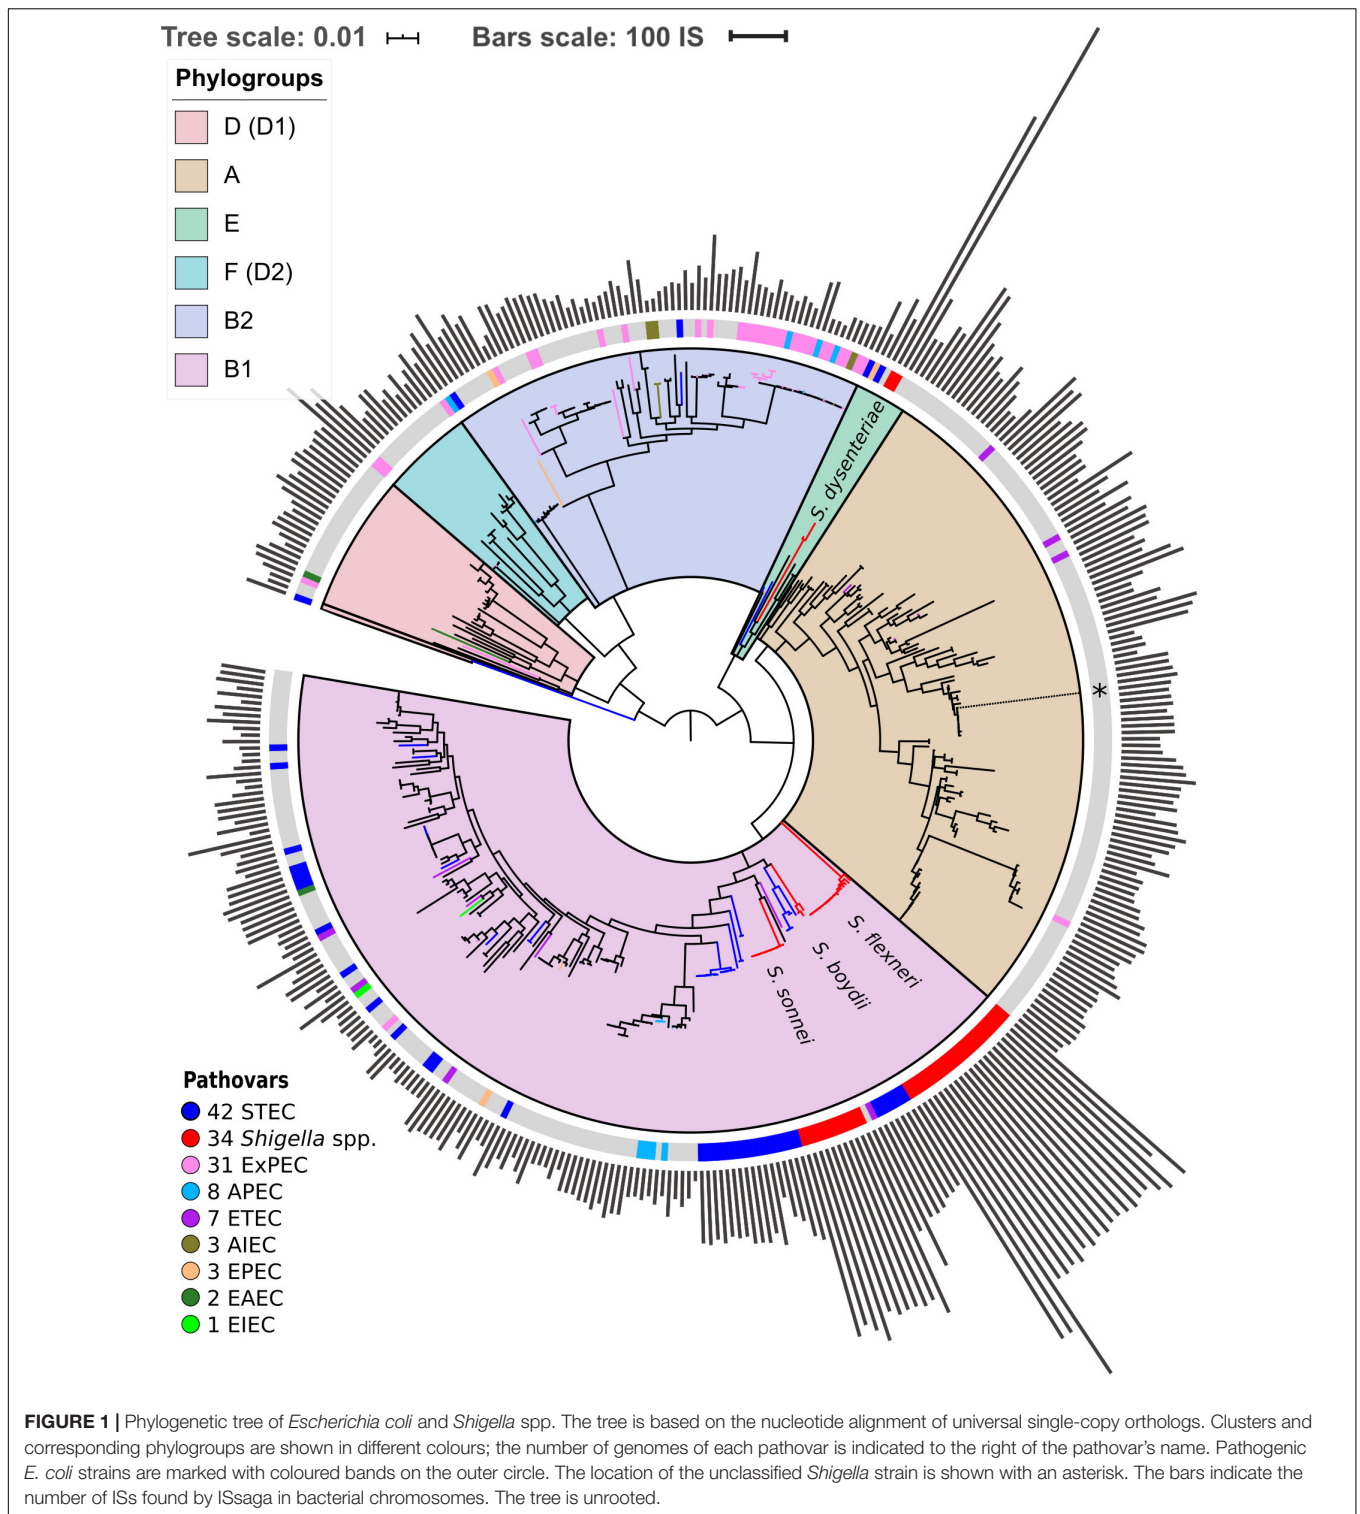 Tree scale: 0.01
Bars scale: 100 IS
Phylogroups
D (D1)
A
E
F (D2)
B2
B1
S. dysenteriae
*
S. flexneri
S. boydii
S. sonnei
Pathovars
42 STEC
34 Shigella spp.
31 ExPEC
8 APEC
7 ETEC
3 AIEC
3 EPEC
2 EAEC
1 EIEC
FIGURE 1 | Phylogenetic tree of Escherichia coli and Shigella spp. The tree is based on the nucleotide alignment of universal single-copy orthologs. Clusters and
corresponding phylogroups are shown in different colours; the number of genomes of each pathovar is indicated to the right of the pathovar's name. Pathogenic
E. coli strains are marked with coloured bands on the outer circle. The location of the unclassified Shigella strain is shown with an asterisk. The bars indicate the
number of ISs found by ISsaga in bacterial chromosomes. The tree is unrooted.